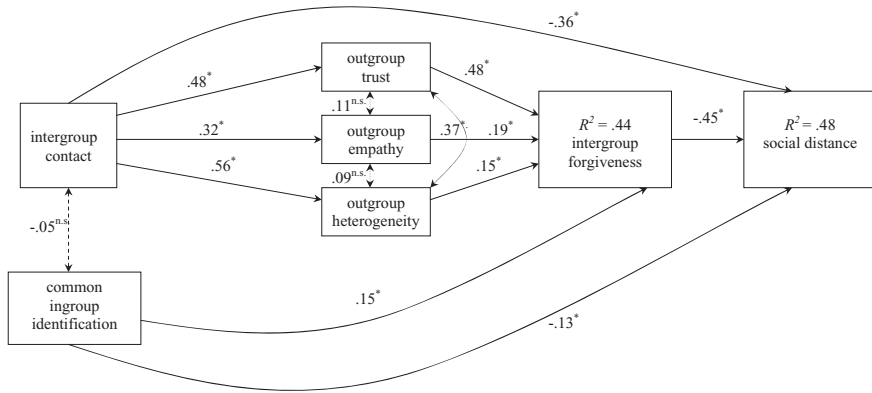 -.36*
outgroup
trust
.48*
.48*
.11n.s.
intergroup
contact
.32*
outgroup
empathy
.37*.
.19*
R² = .44
intergroup
forgiveness
-.45*
R² = .48
social distance
.56*
.09n.s.
.15*
outgroup
heterogeneity
-.05n.s.
common
ingroup
identification
.15*
-.13*